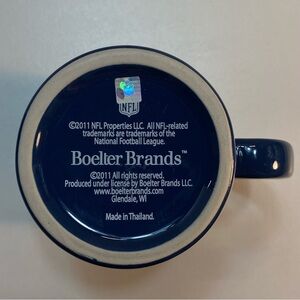 NFL
©2011 NFL Properties LLC. All NFL-related
trademarks are trademarks of the
National Football League.
Boelter Brands™
©2011 All rights reserved.
Produced under license by Boelter Brands LLC.
www.boelterbrands.com
Glendale, WI
Made in Thailand.